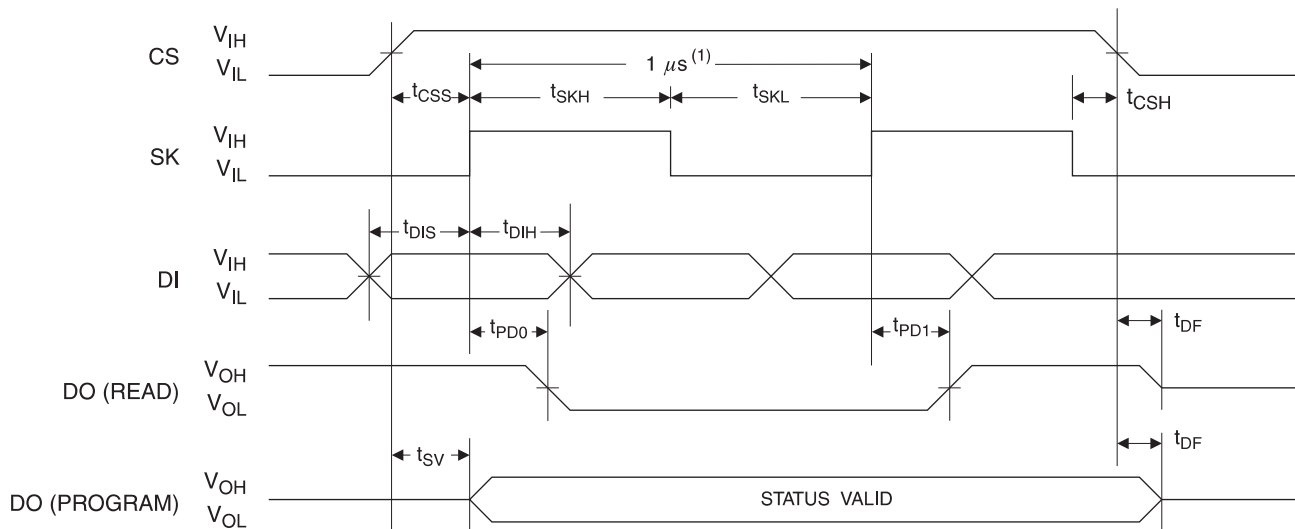 CS
V_IH
V_IL
1 μs (1)
t_CSS
t_SKH
t_SKL
t_CSH
SK
V_IH
V_IL
t_DIS
t_DIH
DI
V_IH
V_IL
t_PD0
t_PD1
t_DF
DO (READ)
V_OH
V_OL
t_SV
t_DF
DO (PROGRAM)
V_OH
V_OL
STATUS VALID